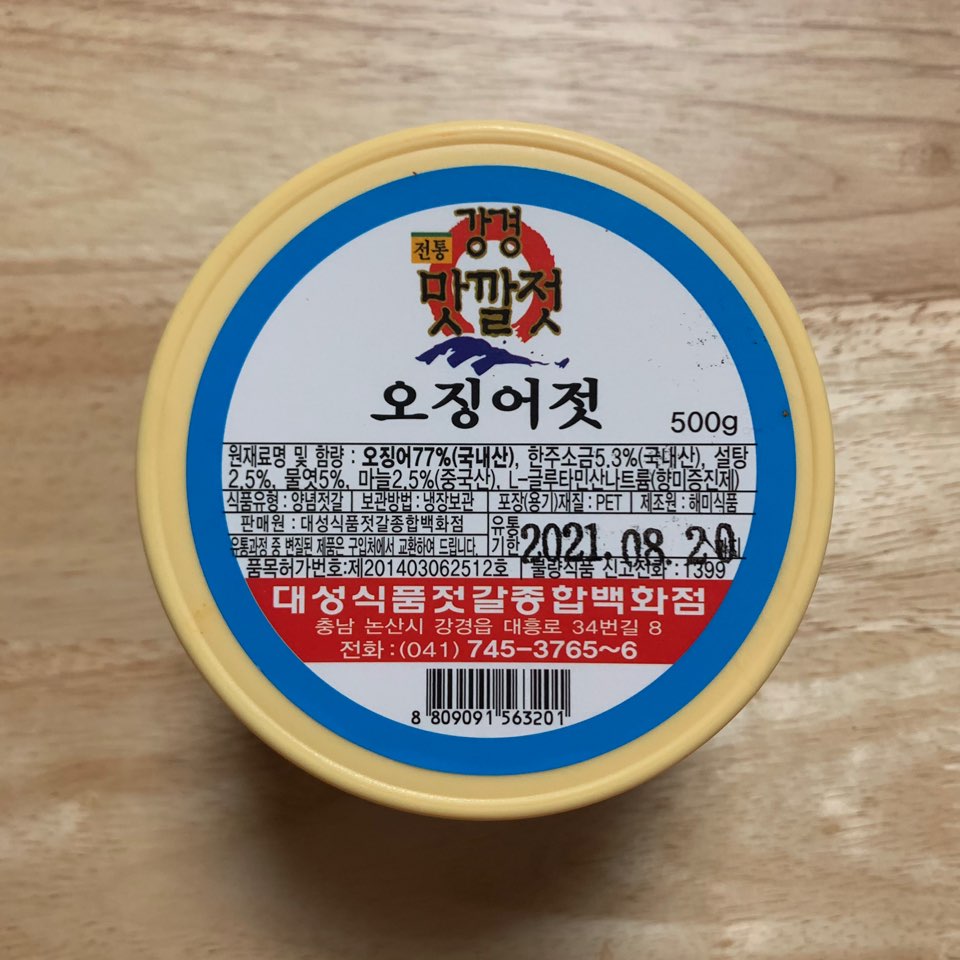 강경
전통
맛깔젓
오징어젓
500g
원재료명 및 함량 : 오징어77%(국내산), 한주소금5.3%(국내산), 설탕
2.5%, 물엿5%, 마늘2.5%(중국산), L-글루타민산나트륨(향미증진제)
식품유형 : 양념젓갈 보관방법 : 냉장보관 포장(용기)재질 : PET 제조원 : 해미식품
판매원 : 대성식품젓갈종합백화점
유통과정 중 변질된 제품은 구입처에서 교환하여 드립니다.
유통
기한
2021.08.20
품목허가번호:제201403062512호 불량식품 신고전화 : 1399
대성식품젓갈종합백화점
충남 논산시 강경읍 대흥로 34번길 8
전화 : (041) 745-3765~6
8 809091 563201